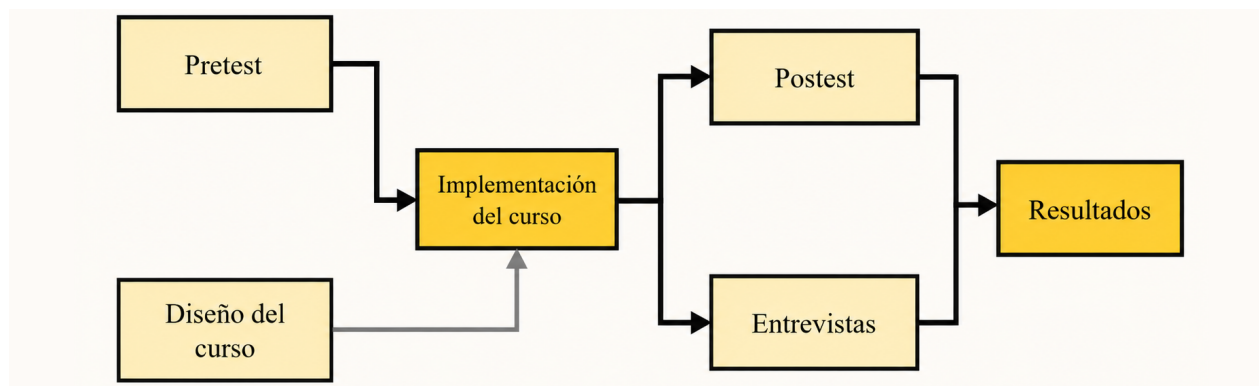 Pretest
Diseño del
curso
Implementación
del curso
Postest
Entrevistas
Resultados